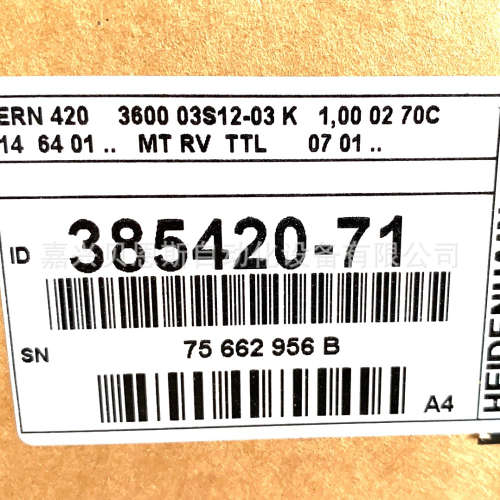 ERN 420 3600 03S12-03 K 1,00 02 70C
14 64 01 .. MT RV TTL 07 01 ..
ID 385420-71
SN 75 662 956 B
A4
HEIDENHAIN